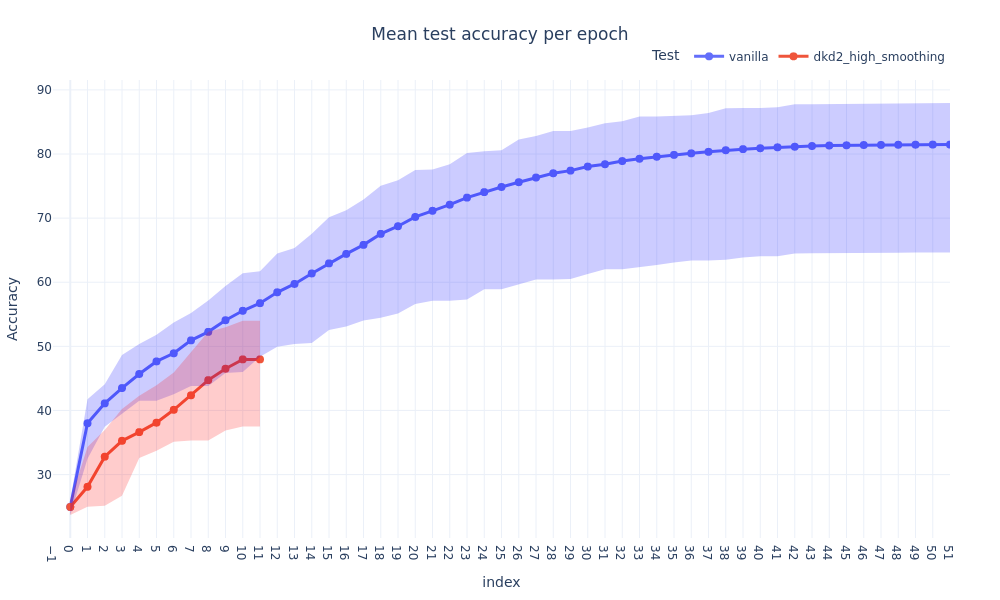 Mean test accuracy per epoch
Test vanilla dkd2_high_smoothing
90
80
70
60
50
40
30
Accuracy
−1 0 1 2 3 4 5 6 7 8 9 10 11 12 13 14 15 16 17 18 19 20 21 22 23 24 25 26 27 28 29 30 31 32 33 34 35 36 37 38 39 40 41 42 43 44 45 46 47 48 49 50 51
index